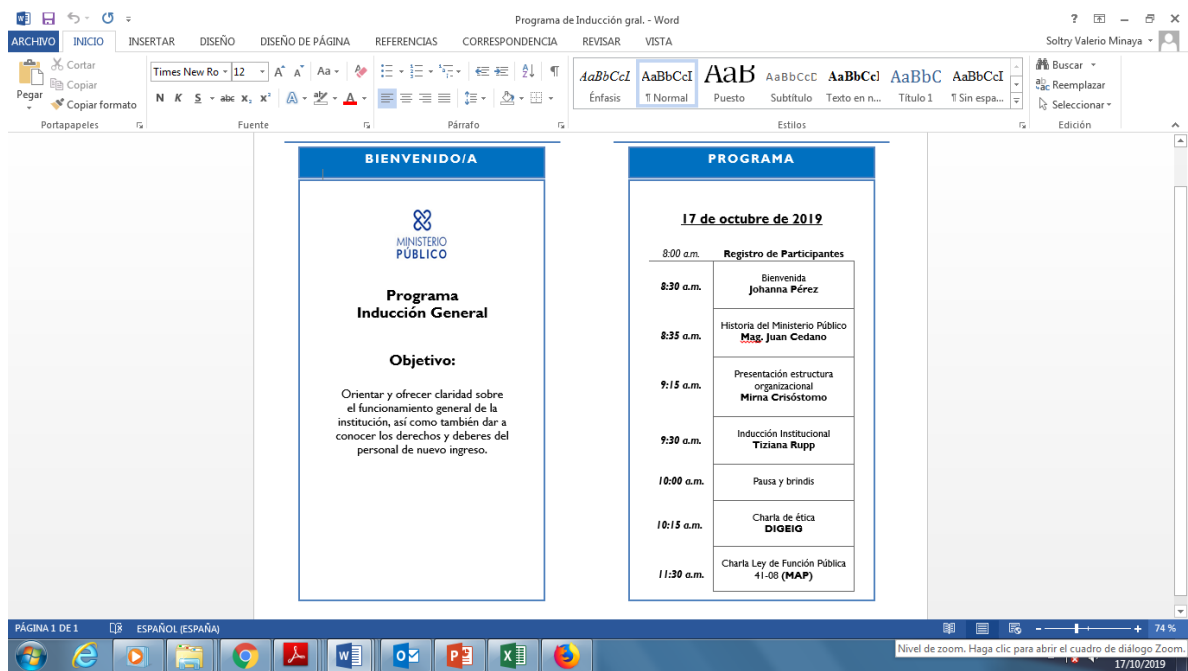 Programa de Inducción gral. - Word
ARCHIVO INICIO INSERTAR DISEÑO DISEÑO DE PÁGINA REFERENCIAS CORRESPONDENCIA REVISAR VISTA
Soltry Valerio Minaya
Pegar
Cortar
Copiar
Copiar formato
Portapapeles
Times New Ro 12
N K S abc X₂ X²
Fuente
Párrafo
AaBbCcI AaBbCcI AaB AaBbCcD AaBbCcl AaBbC AaBbCcI
Énfasis ¶ Normal Puesto Subtítulo Texto en n... Título 1 ¶ Sin espa...
Estilos
Buscar
Reemplazar
Seleccionar
Edición
BIENVENIDO/A
MINISTERIO
PÚBLICO
Programa
Inducción General
Objetivo:
Orientar y ofrecer claridad sobre
el funcionamiento general de la
institución, así como también dar a
conocer los derechos y deberes del
personal de nuevo ingreso.
PROGRAMA
17 de octubre de 2019
8:00 a.m. Registro de Participantes
8:30 a.m. Bienvenida
Johanna Pérez
8:35 a.m. Historia del Ministerio Público
Mag. Juan Cedano
9:15 a.m. Presentación estructura
organizacional
Mirna Crisóstomo
9:30 a.m. Inducción Institucional
Tiziana Rupp
10:00 a.m. Pausa y brindis
10:15 a.m. Charla de ética
DIGEIG
11:30 a.m. Charla Ley de Función Pública
41-08 (MAP)
PÁGINA 1 DE 1 ESPAÑOL (ESPAÑA)
74 %
Nivel de zoom. Haga clic para abrir el cuadro de diálogo Zoom.
17/10/2019